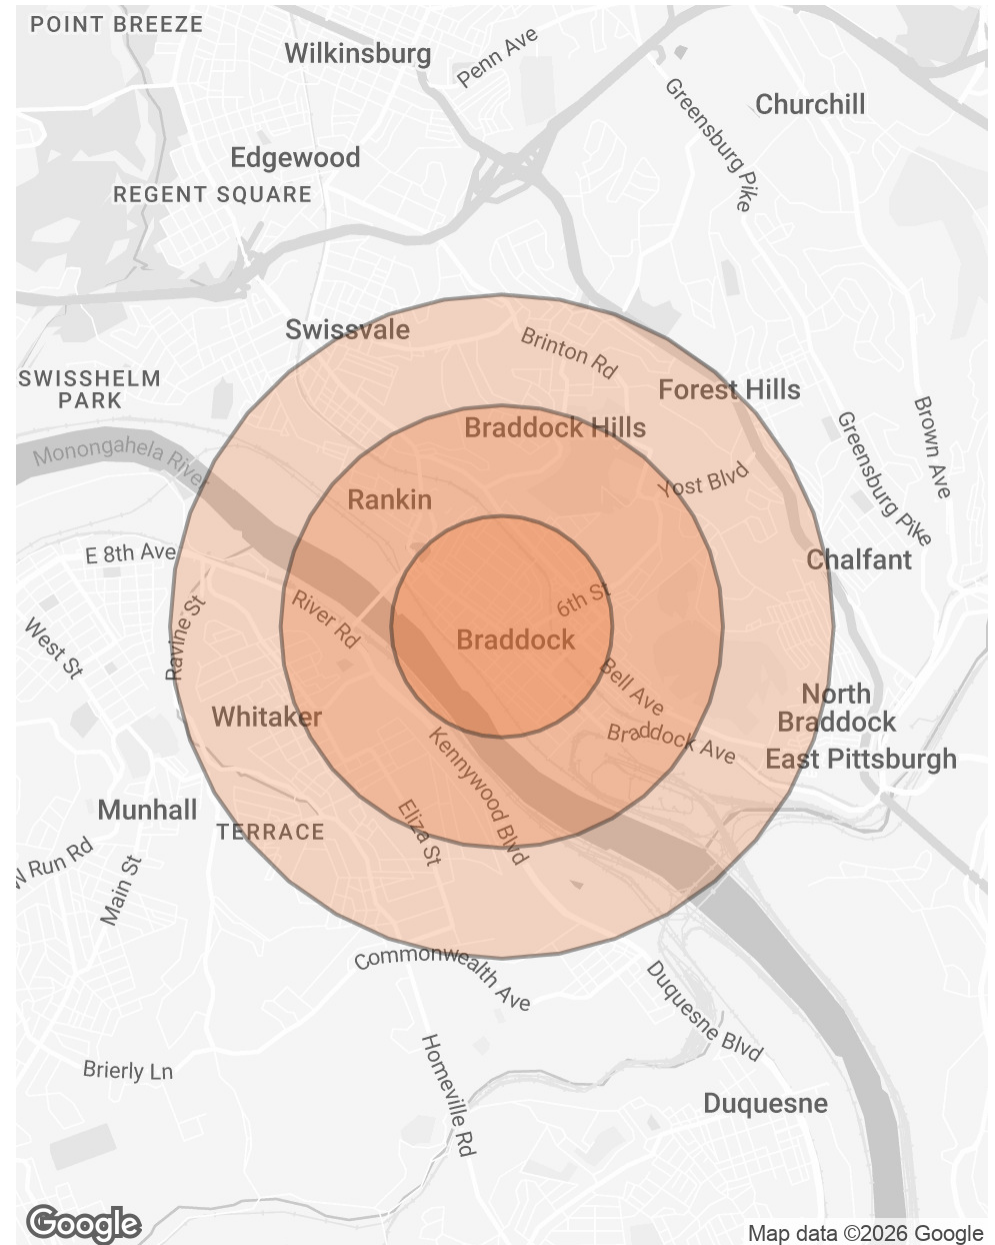 POINT BREEZE
Wilkinsburg
Penn Ave
Churchill
Greensburg Pike
Edgewood
REGENT SQUARE
Swissvale
Brinton Rd
SWISSHELM
PARK
Forest Hills
Brown Ave
Braddock Hills
Greensburg Pike
Monongahela River
Yost Blvd
Rankin
E 8th Ave
Chalfant
River Rd
6th St
Ravine St
West St
Braddock
Bell Ave
North
Braddock
Whitaker
Braddock Ave
East Pittsburgh
Kennywood Blvd
Munhall
Eliza St
TERRACE
W Run Rd
Main St
Commonwealth Ave
Duquesne Blvd
Homeville Rd
Brierly Ln
Duquesne
Google
Map data ©2026 Google